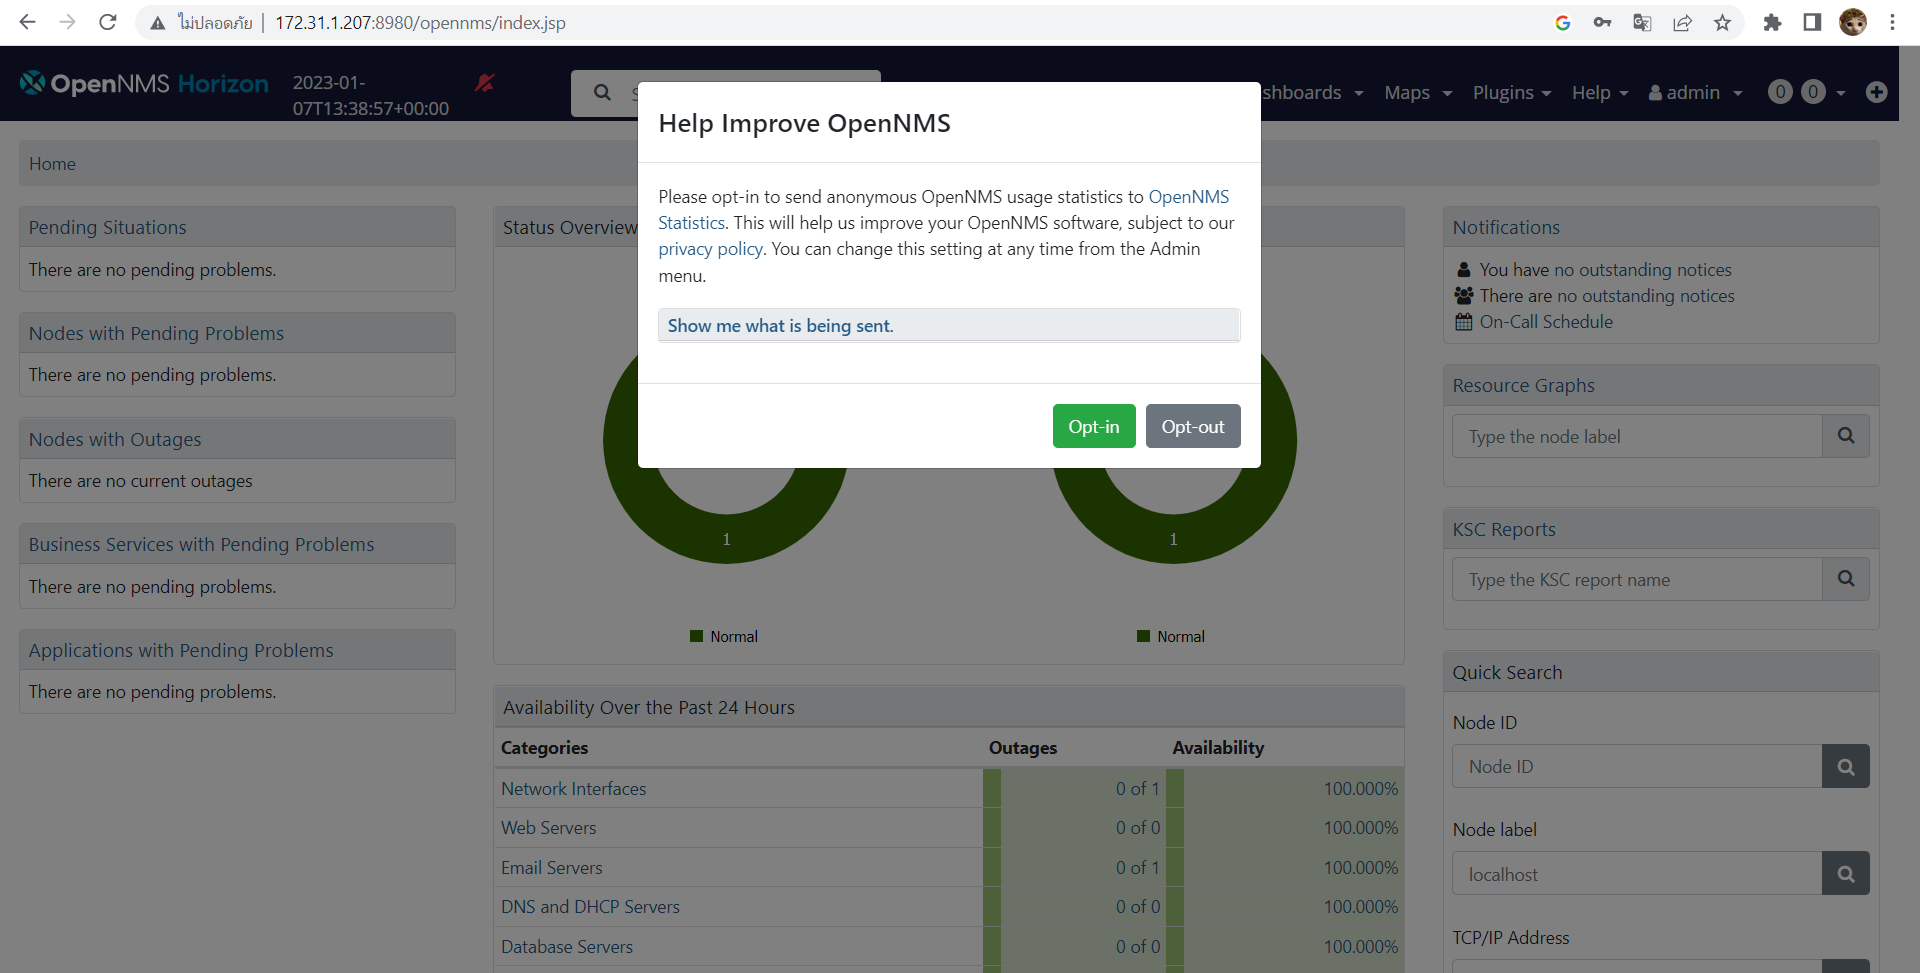 ไม่ปลอดภัย
172.31.1.207:8980/opennms/index.jsp
OpenNMS Horizon
2023-01-
07T13:38:57+00:00
shboards
Maps
Plugins
Help
admin
0
0
Home
Help Improve OpenNMS
Please opt-in to send anonymous OpenNMS usage statistics to OpenNMS
Statistics. This will help us improve your OpenNMS software, subject to our
privacy policy. You can change this setting at any time from the Admin
menu.
Show me what is being sent.
Opt-in
Opt-out
Pending Situations
There are no pending problems.
Nodes with Pending Problems
There are no pending problems.
Nodes with Outages
There are no current outages
Business Services with Pending Problems
There are no pending problems.
Applications with Pending Problems
There are no pending problems.
Status Overview
1
1
Normal
Normal
Availability Over the Past 24 Hours
Categories Outages Availability
Network Interfaces 0 of 1 100.000%
Web Servers 0 of 0 100.000%
Email Servers 0 of 1 100.000%
DNS and DHCP Servers 0 of 0 100.000%
Database Servers 0 of 0 100.000%
Notifications
You have no outstanding notices
There are no outstanding notices
On-Call Schedule
Resource Graphs
Type the node label
KSC Reports
Type the KSC report name
Quick Search
Node ID
Node ID
Node label
localhost
TCP/IP Address